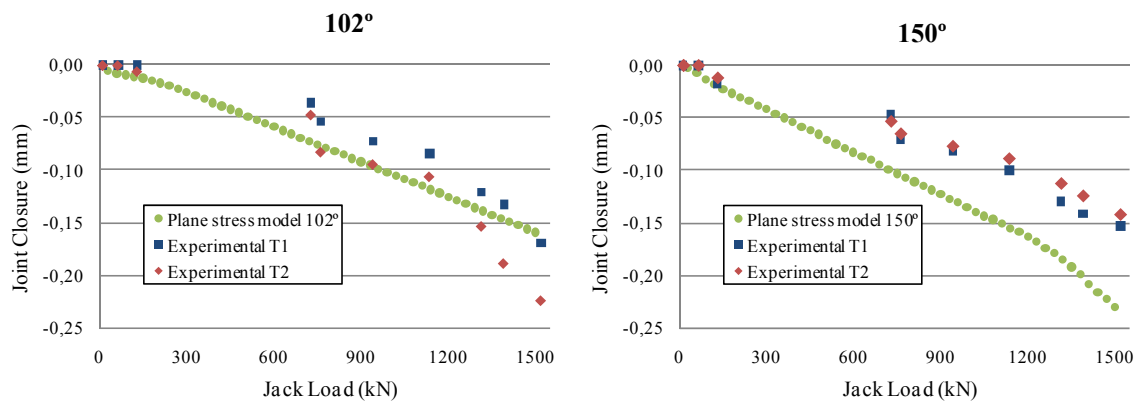 102º
0,00
-0,05
-0,10
-0,15
-0,20
-0,25
Joint Closure (mm)
Plane stress model 102º
Experimental T1
Experimental T2
0 300 600 900 1200 1500
Jack Load (kN)
150º
0,00
-0,05
-0,10
-0,15
-0,20
-0,25
Joint Closure (mm)
Plane stress model 150º
Experimental T1
Experimental T2
0 300 600 900 1200 1500
Jack Load (kN)